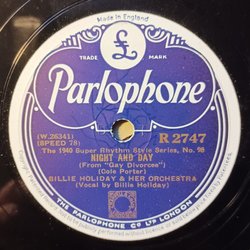 Made in England
£
TRADE MARK
Parlophone
(W.26341)
(SPEED 78)
R 2747
The 1940 Super Rhythm Style Series, No. 98
NIGHT AND DAY
(From "Gay Divorcee")
(Cole Porter)
BILLIE HOLIDAY & HER ORCHESTRA
(Vocal by Billie Holiday)
THE PARLOPHONE Co LTD LONDON